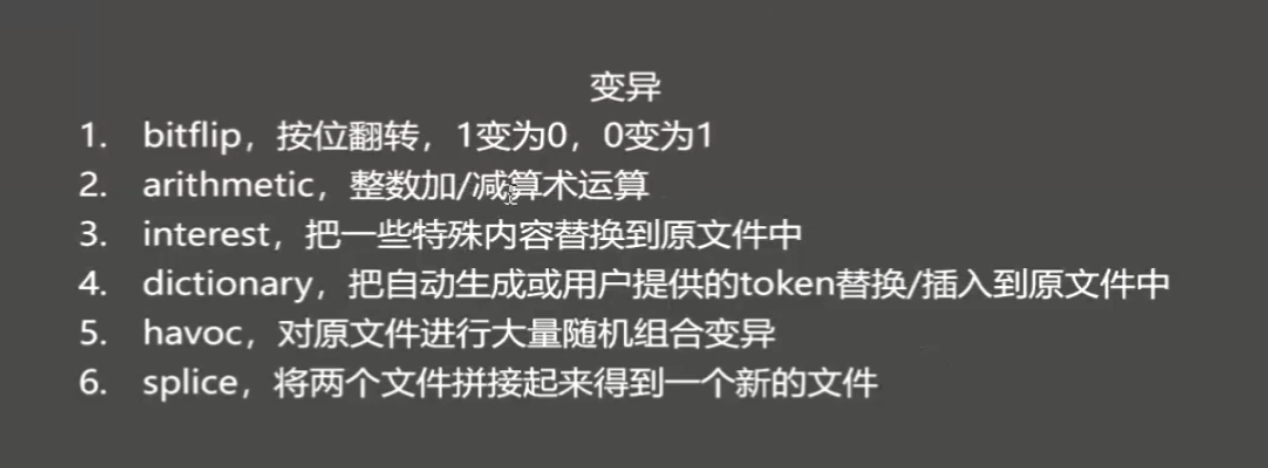 变异
1. bitflip，按位翻转，1变为0，0变为1
2. arithmetic，整数加/减算术运算
3. interest，把一些特殊内容替换到原文件中
4. dictionary，把自动生成或用户提供的token替换/插入到原文件中
5. havoc，对原文件进行大量随机组合变异
6. splice，将两个文件拼接起来得到一个新的文件